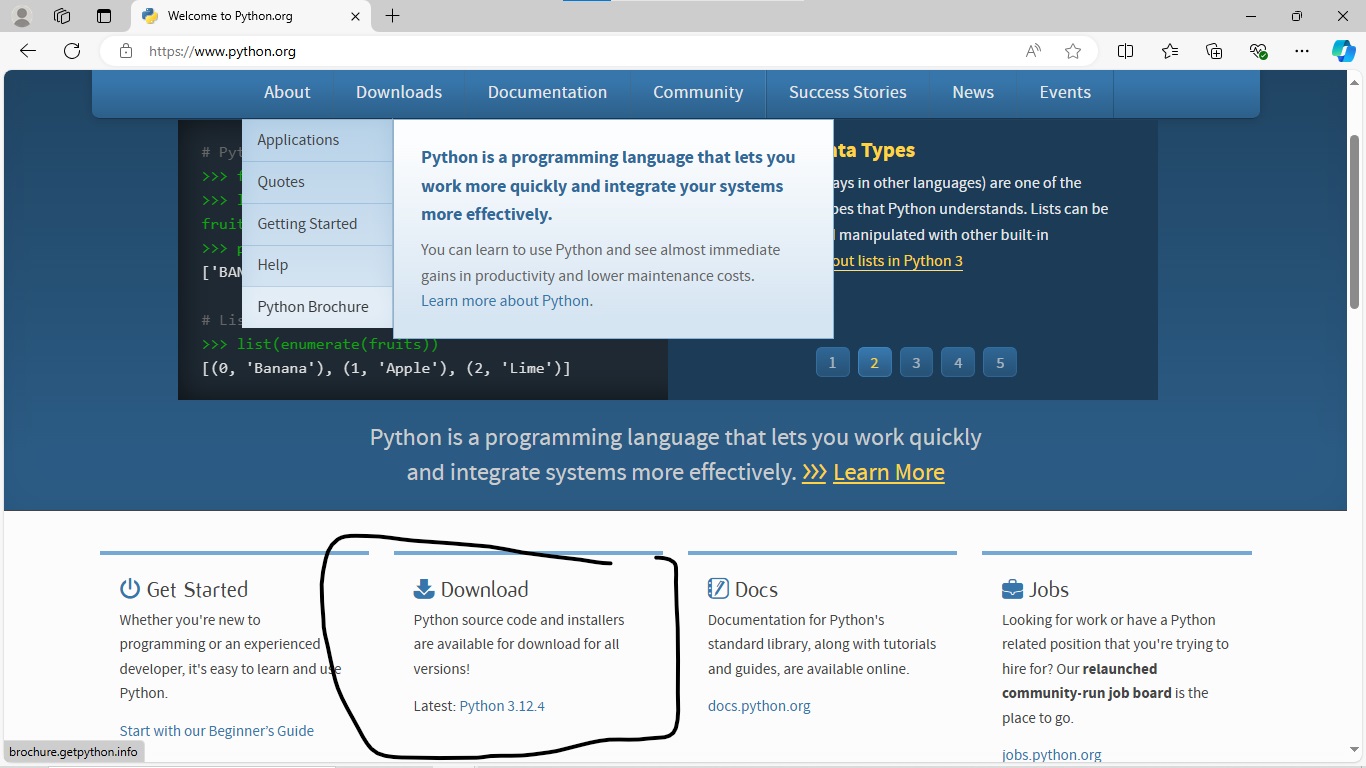 Welcome to Python.org
https://www.python.org
About Downloads Documentation Community Success Stories News Events
Applications
Quotes
Getting Started
Help
Python Brochure
Python is a programming language that lets you
work more quickly and integrate your systems
more effectively.
You can learn to use Python and see almost immediate
gains in productivity and lower maintenance costs.
Learn more about Python.
# Pyt
>>> f
>>> l
fruit
>>> p
['BAN
# Lis
>>> list(enumerate(fruits))
[(0, 'Banana'), (1, 'Apple'), (2, 'Lime')]
ta Types
ays in other languages) are one of the
pes that Python understands. Lists can be
manipulated with other built-in
out lists in Python 3
1 2 3 4 5
Python is a programming language that lets you work quickly
and integrate systems more effectively. >>> Learn More
Get Started
Whether you're new to
programming or an experienced
developer, it's easy to learn and use
Python.
Start with our Beginner’s Guide
Download
Python source code and installers
are available for download for all
versions!
Latest: Python 3.12.4
Docs
Documentation for Python's
standard library, along with tutorials
and guides, are available online.
docs.python.org
Jobs
Looking for work or have a Python
related position that you're trying to
hire for? Our relaunched
community-run job board is the
place to go.
jobs.python.org
brochure.getpython.info